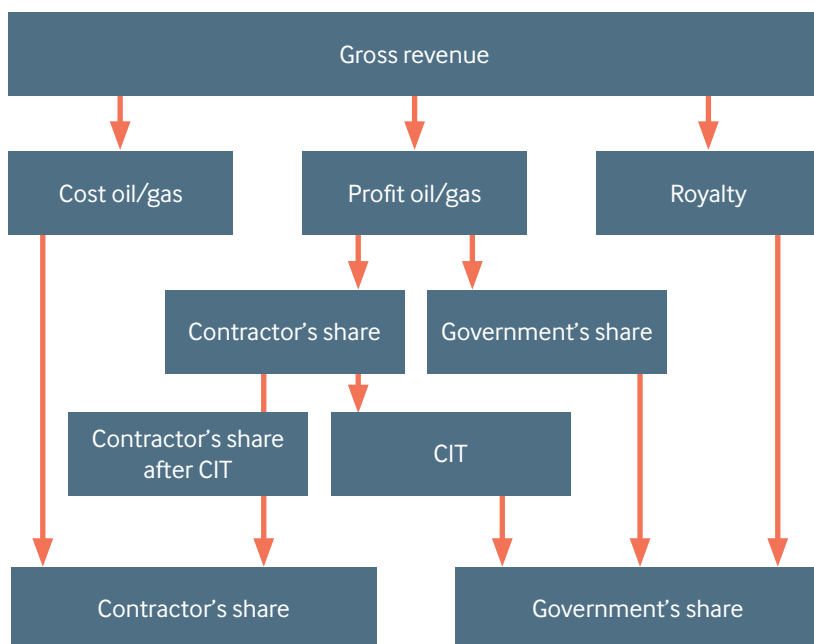 Gross revenue
Cost oil/gas
Profit oil/gas
Royalty
Contractor’s share
Government’s share
Contractor’s share
after CIT
CIT
Contractor’s share
Government’s share